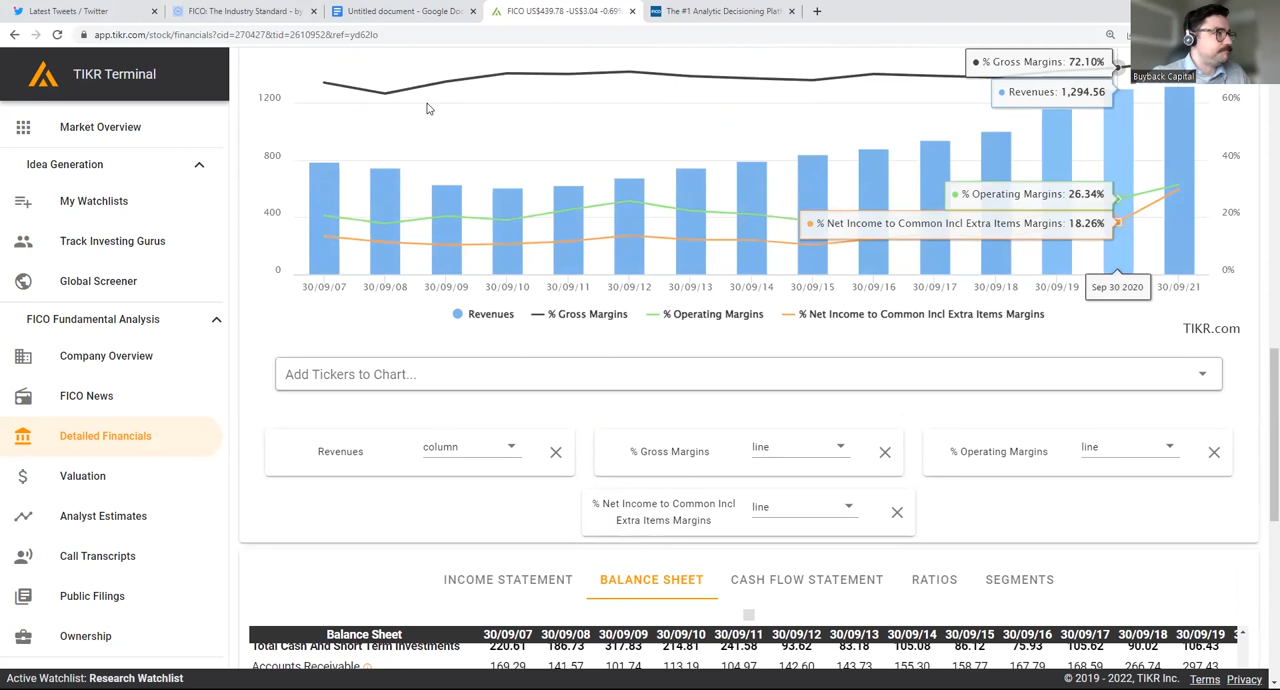 Latest Tweets / Twitter
FICO: The Industry Standard - by
Untitled document - Google Doc
FICO US$439.78 -US$3.04 -0.69%
The #1 Analytic Decisioning Plat
app.tikr.com/stock/financials?cid=270427&tid=2610952&ref=yd62lo
Buyback Capital
TIKR Terminal
Market Overview
Idea Generation
My Watchlists
Track Investing Gurus
Global Screener
FICO Fundamental Analysis
Company Overview
FICO News
Detailed Financials
Valuation
Analyst Estimates
Call Transcripts
Public Filings
Ownership
% Gross Margins: 72.10%
Revenues: 1,294.56
% Operating Margins: 26.34%
% Net Income to Common Incl Extra Items Margins: 18.26%
1200
800
400
0
60%
40%
20%
0%
30/09/07 30/09/08 30/09/09 30/09/10 30/09/11 30/09/12 30/09/13 30/09/14 30/09/15 30/09/16 30/09/17 30/09/18 30/09/19 Sep 30 2020 30/09/21
Revenues % Gross Margins % Operating Margins % Net Income to Common Incl Extra Items Margins
TIKR.com
Add Tickers to Chart...
Revenues column
% Gross Margins line
% Operating Margins line
% Net Income to Common Incl
Extra Items Margins
line
INCOME STATEMENT BALANCE SHEET CASH FLOW STATEMENT RATIOS SEGMENTS
Balance Sheet 30/09/07 30/09/08 30/09/09 30/09/10 30/09/11 30/09/12 30/09/13 30/09/14 30/09/15 30/09/16 30/09/17 30/09/18 30/09/19
Total Cash And Short Term Investments 220.61 186.73 317.83 214.81 241.58 93.62 83.18 105.08 86.12 75.93 105.62 90.02 106.43
Accounts Receivable 169.29 141.57 101.74 113.19 104.97 142.60 143.73 155.30 158.77 167.79 168.59 266.74 297.43
Active Watchlist: Research Watchlist
© 2019 - 2022, TIKR Inc. Terms Privacy